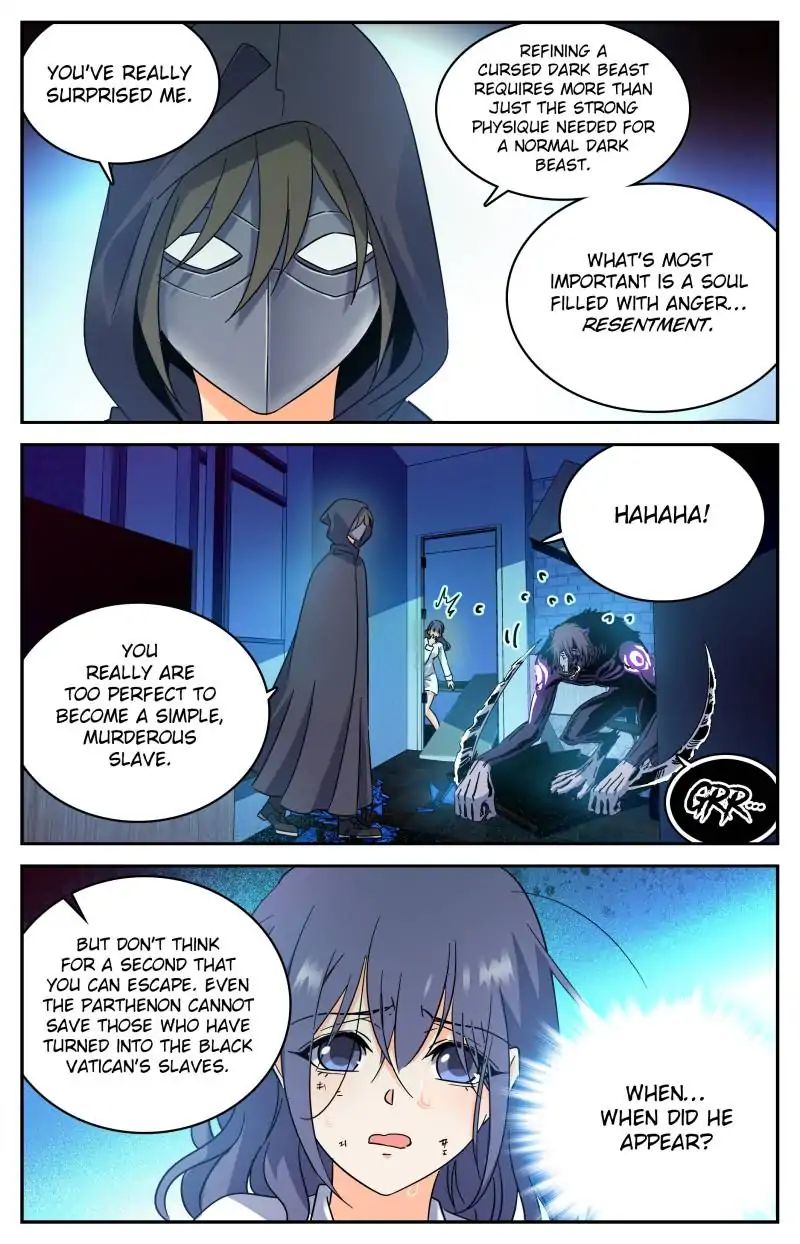 YOU'VE REALLY
SURPRISED ME.
REFINING A
CURSED DARK BEAST
REQUIRES MORE THAN
JUST THE STRONG
PHYSIQUE NEEDED FOR
A NORMAL DARK
BEAST.
WHAT'S MOST
IMPORTANT IS A SOUL
FILLED WITH ANGER...
RESENTMENT.
HAHAHA!
YOU
REALLY ARE
TOO PERFECT TO
BECOME A SIMPLE,
MURDEROUS
SLAVE.
GRR...
BUT DON'T THINK
FOR A SECOND THAT
YOU CAN ESCAPE. EVEN
THE PARTHENON CANNOT
SAVE THOSE WHO HAVE
TURNED INTO THE BLACK
VATICAN'S SLAVES.
WHEN...
WHEN DID HE
APPEAR?